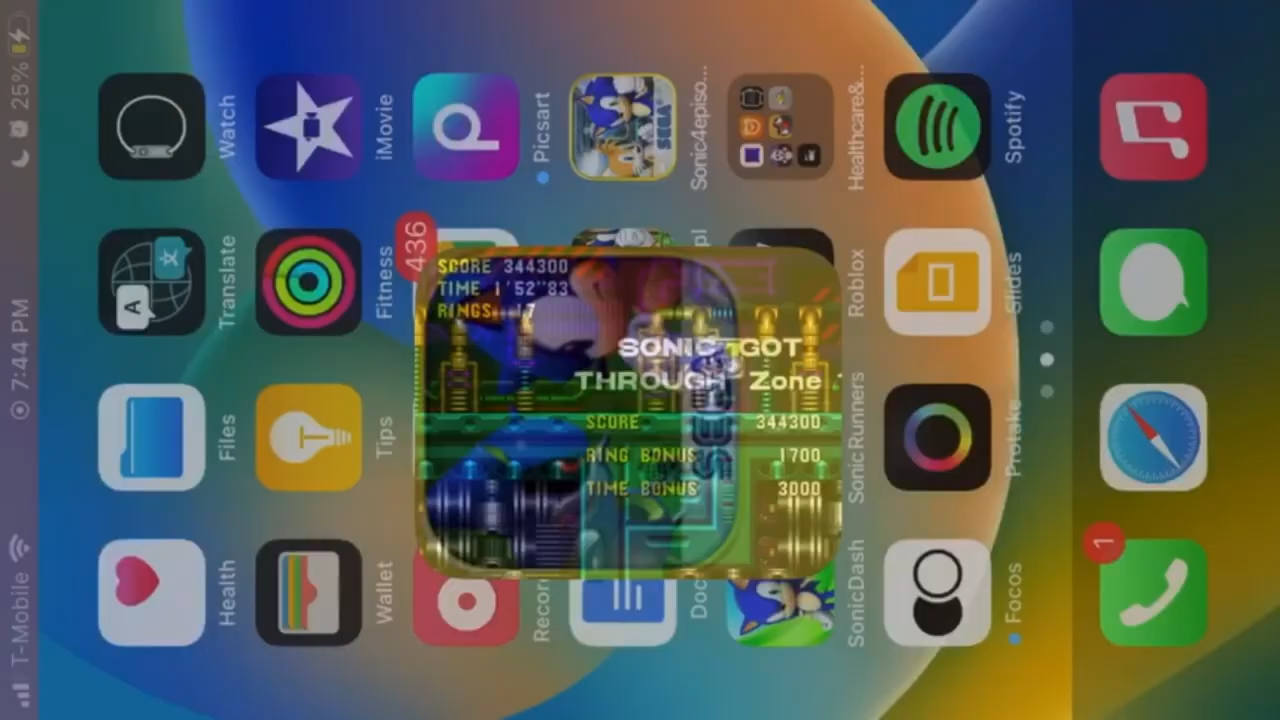 T-Mobile
7:44 PM
25%
Watch
Translate
Files
Health
iMovie
Fitness
Tips
Wallet
Picsart
436
Sonic4episo...
SEGA
Healthcare&...
Roblox
SonicRunners
SonicDash
Spotify
Slides
Protake
Focos
1
SCORE 344300
TIME 1'52"83
RINGS 17
SONIC GOT
THROUGH Zone
SCORE 344300
RING BONUS 1700
TIME BONUS 3000